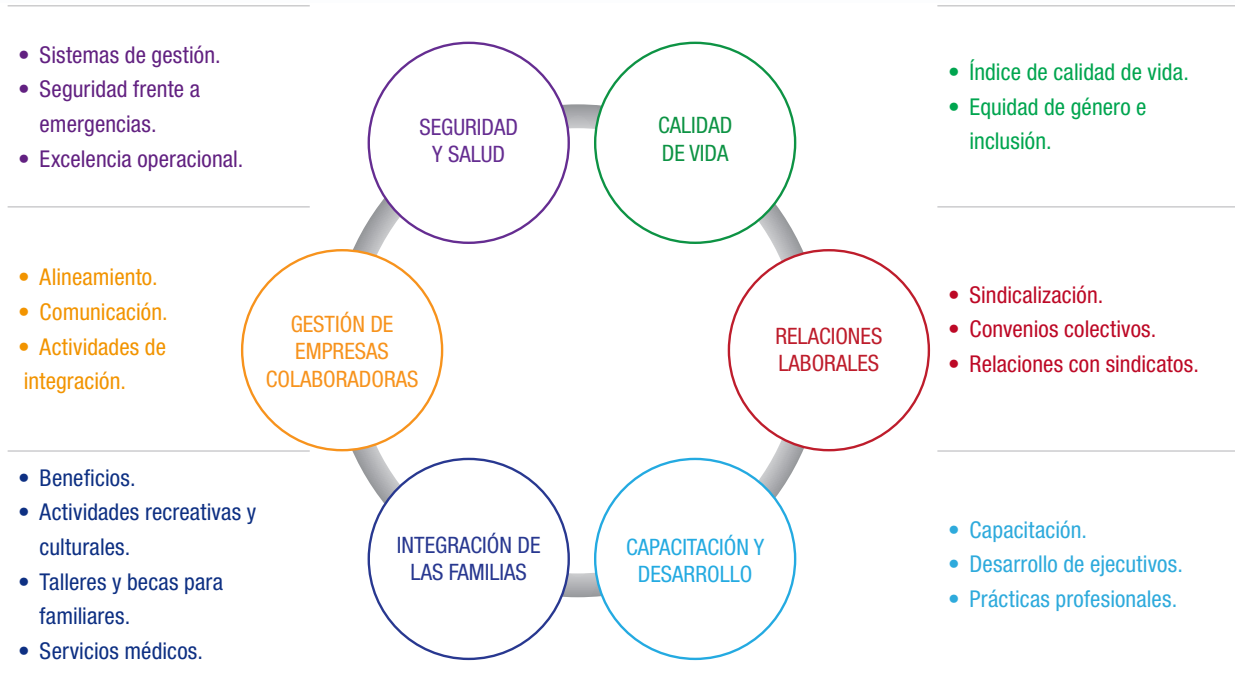 • Sistemas de gestión.
• Seguridad frente a
emergencias.
• Excelencia operacional.
SEGURIDAD
Y SALUD
CALIDAD
DE VIDA
• Índice de calidad de vida.
• Equidad de género e
inclusión.
• Alineamiento.
• Comunicación.
• Actividades de
integración.
GESTIÓN DE
EMPRESAS
COLABORADORAS
RELACIONES
LABORALES
• Sindicalización.
• Convenios colectivos.
• Relaciones con sindicatos.
• Beneficios.
• Actividades recreativas y
culturales.
• Talleres y becas para
familiares.
• Servicios médicos.
INTEGRACIÓN DE
LAS FAMILIAS
CAPACITACIÓN Y
DESARROLLO
• Capacitación.
• Desarrollo de ejecutivos.
• Prácticas profesionales.